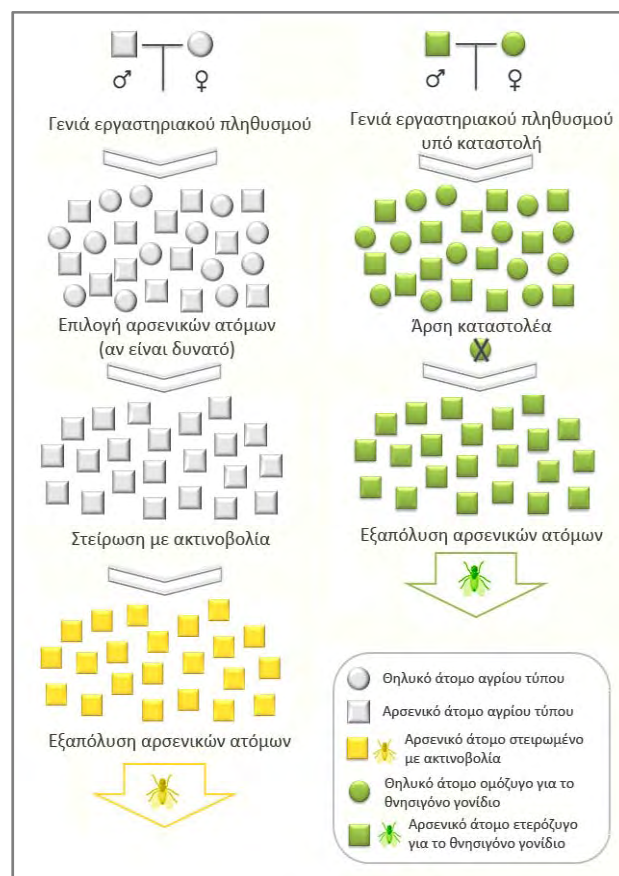 ♂ ♀
Γενιά εργαστηριακού πληθυσμού
Επιλογή αρσενικών ατόμων
(αν είναι δυνατό)
Στείρωση με ακτινοβολία
Εξαπόλυση αρσενικών ατόμων
♂ ♀
Γενιά εργαστηριακού πληθυσμού
υπό καταστολή
Άρση καταστολέα
Εξαπόλυση αρσενικών ατόμων
Θηλυκό άτομο αγρίου τύπου
Αρσενικό άτομο αγρίου τύπου
Αρσενικό άτομο στειρωμένο
με ακτινοβολία
Θηλυκό άτομο ομόζυγο για το
θνησιγόνο γονίδιο
Αρσενικό άτομο ετερόζυγο
για το θνησιγόνο γονίδιο